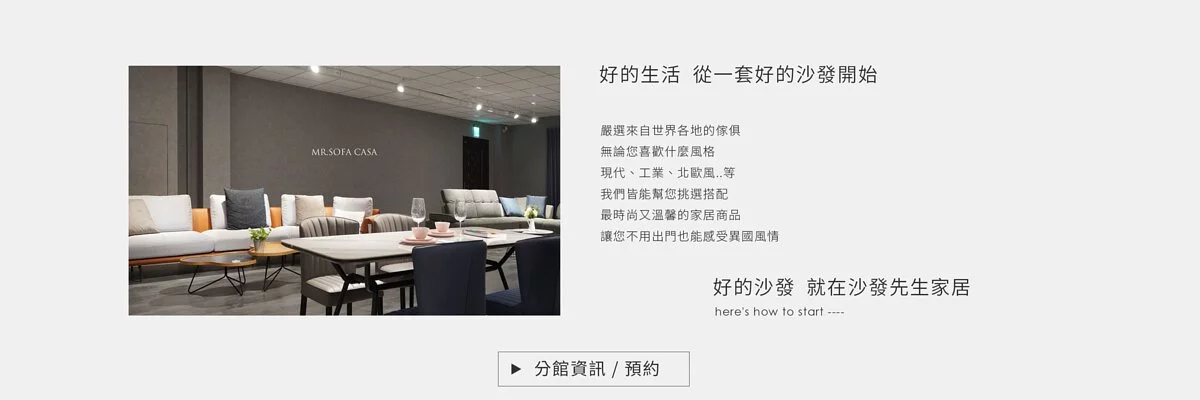 MR.SOFA CASA
好的生活 從一套好的沙發開始
嚴選來自世界各地的傢俱
無論您喜歡什麼風格
現代、工業、北歐風..等
我們皆能幫您挑選搭配
最時尚又溫馨的家居商品
讓您不用出門也能感受異國風情
好的沙發 就在沙發先生家居
here's how to start ----
▶ 分館資訊 / 預約